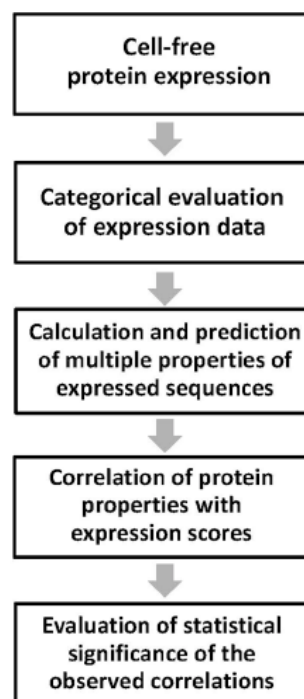 Cell-free
protein expression
Categorical evaluation
of expression data
Calculation and prediction
of multiple properties of
expressed sequences
Correlation of protein
properties with
expression scores
Evaluation of statistical
significance of the
observed correlations